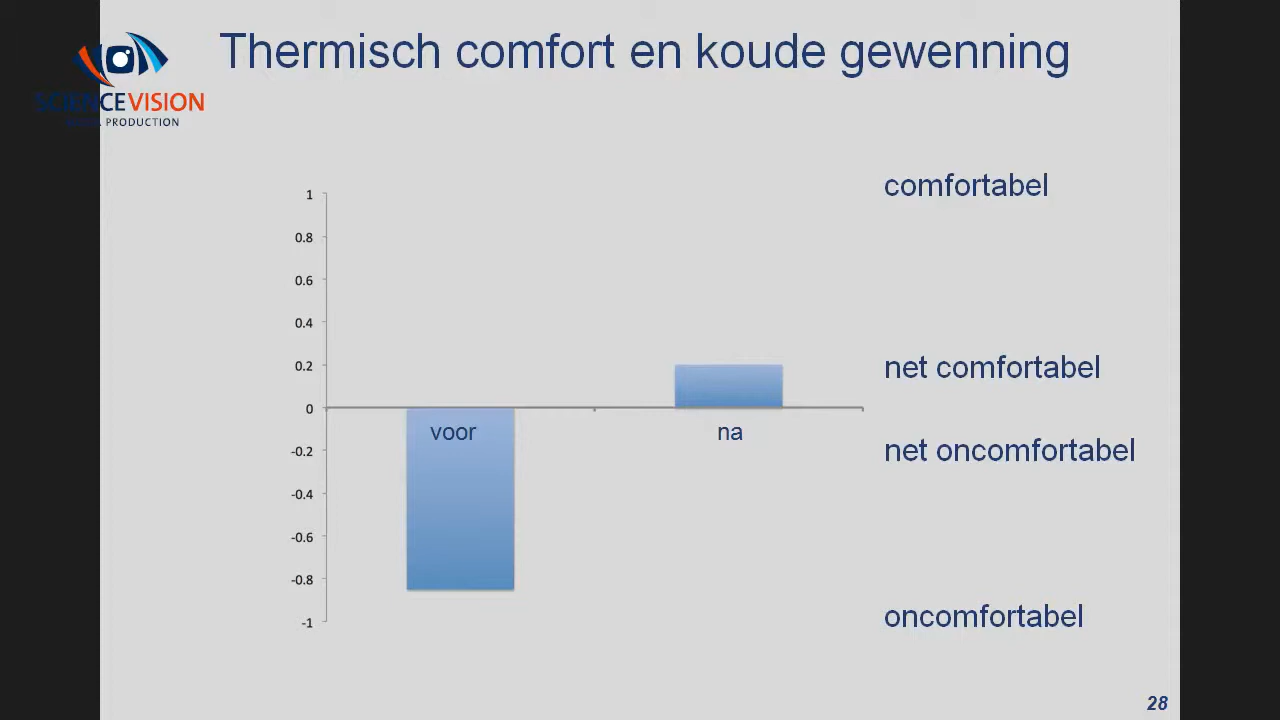 Thermisch comfort en koude gewenning
SCIENCEVISION
PRODUCTION
comfortabel
1
0.8
0.6
0.4
0.2
net comfortabel
0
voor
na
-0.2
net oncomfortabel
-0.4
-0.6
-0.8
-1
oncomfortabel
28